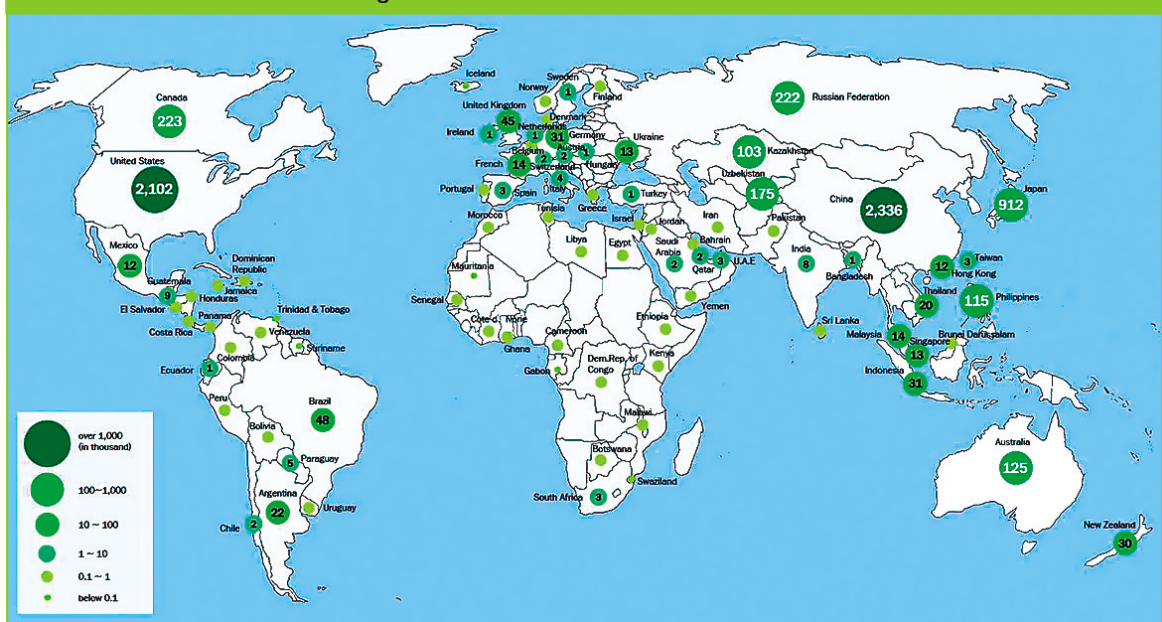 Canada
223
United States
2,102
Mexico
12
Guatemala
9
El Salvador
Honduras
Jamaica
Dominican
Republic
Costa Rica
Panama
Trinidad & Tobago
Venezuela
Colombia
Suriname
Ecuador
1
Peru
Brazil
48
Bolivia
5
Paraguay
Argentina
22
Uruguay
Chile
2
Iceland
Norway
Sweden
1
Finland
United Kingdom
45
Ireland
1
Denmark
Netherlands
1
31
Germany
Belgium
French
14
2
Switzerland
Austria
2
1
Hungary
Ukraine
13
4
Italy
Portugal
3
Spain
Greece
1
Turkey
Russian Federation
222
103
Kazakhstan
Uzbekistan
175
China
2,336
Japan
912
Morocco
Tunisia
Libya
Egypt
Israel
Jordan
Iran
Pakistan
Saudi
Arabia
2
Bahrain
2
Qatar
3
U.A.E
Yemen
Mauritania
Senegal
Ghana
Cameroon
Gabon
Dem.Rep. of
Congo
Ethiopia
Kenya
Malawi
Botswana
Swaziland
South Africa
3
India
8
1
Bangladesh
Sri Lanka
12
Hong Kong
3
Taiwan
Thailand
20
115
Philippines
Malaysia
14
Singapore
13
Brunei Darussalam
Indonesia
31
Australia
125
New Zealand
30
over 1,000
(in thousand)
100~1,000
10 ~ 100
1 ~ 10
0.1 ~ 1
below 0.1